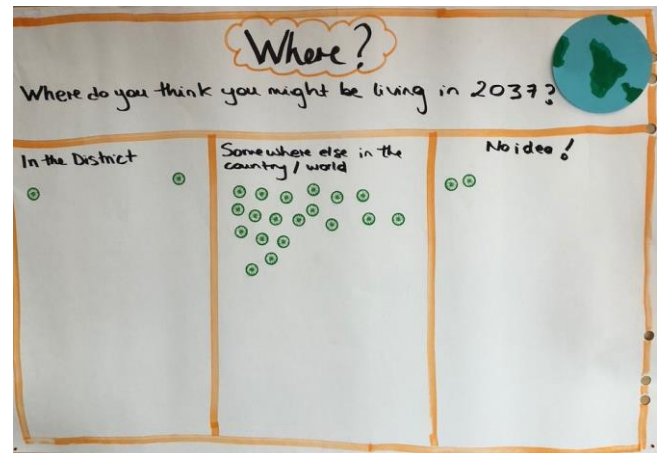 Where?
Where do you think you might be living in 2037?
In the District
Somewhere else in the
country / world
No idea!